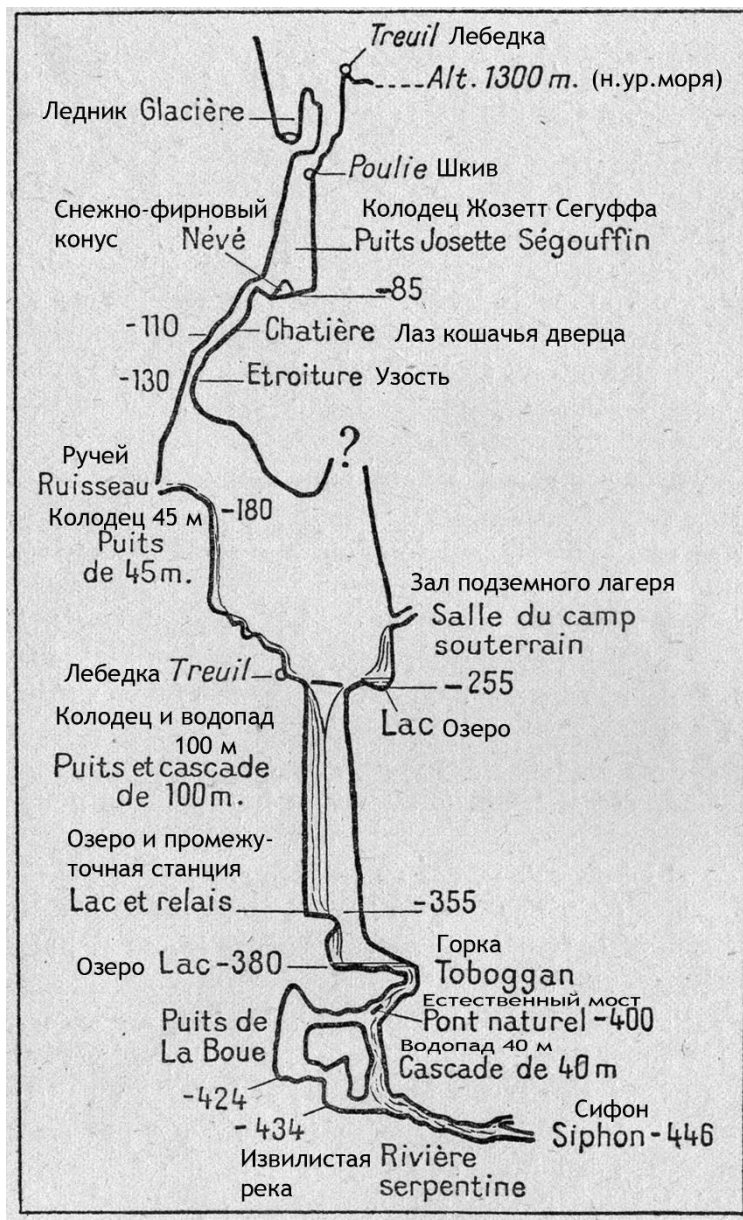 Treuil Лебедка
Alt. 1300 m. (н.ур.моря)
Ледник Glacière
Poulie Шкив
Снежно-фирновый
конус Névé
Колодец Жозетт Сегуффа
Puits Josette Ségouffin
-85
-110
Chatière Лаз кошачья дверца
-130
Etroiture Узость
?
Ручей
Ruisseau
-180
Колодец 45 м
Puits
de 45m.
Зал подземного лагеря
Salle du camp
souterrain
Лебедка Treuil
-255
Lac Озеро
Колодец и водопад
100 м
Puits et cascade
de 100m.
Озеро и промежу-
точная станция
Lac et relais
-355
Озеро Lac -380
Горка
Toboggan
Естественный мост
Pont naturel -400
Puits de
La Boue
Водопад 40 м
Cascade de 40m
-424
-434
Сифон
Siphon -446
Извилистая
река
Rivière
serpentine